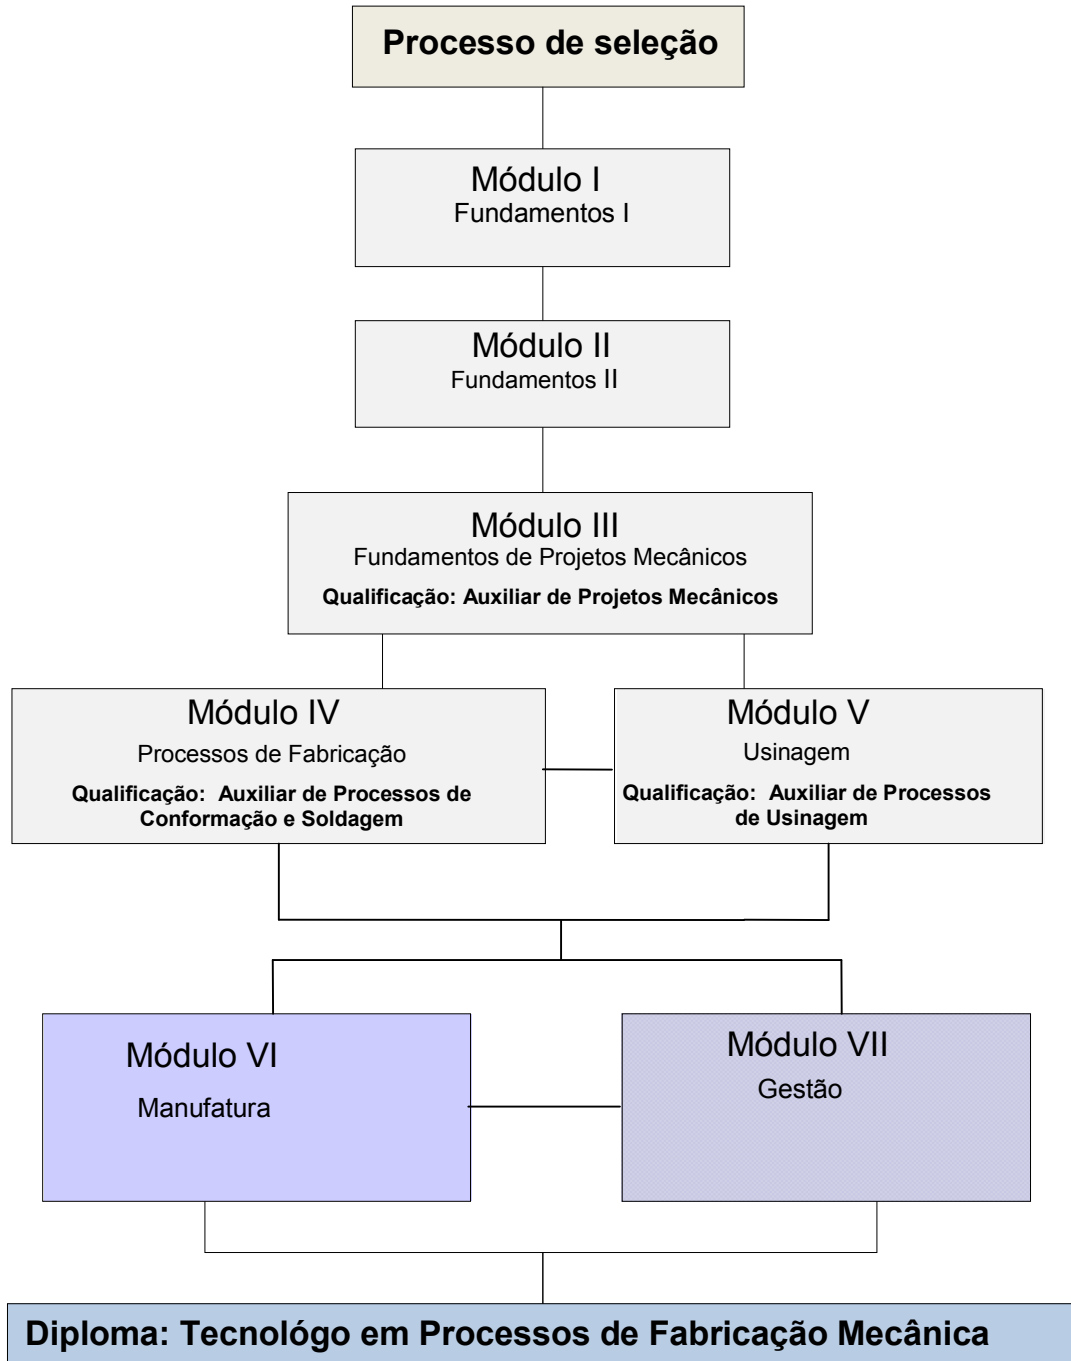 Processo de seleção
Módulo I
Fundamentos I
Módulo II
Fundamentos II
Módulo III
Fundamentos de Projetos Mecânicos
Qualificação: Auxiliar de Projetos Mecânicos
Módulo IV
Processos de Fabricação
Qualificação: Auxiliar de Processos de
Conformação e Soldagem
Módulo V
Usinagem
Qualificação: Auxiliar de Processos
de Usinagem
Módulo VI
Manufatura
Módulo VII
Gestão
Diploma: Tecnológo em Processos de Fabricação Mecânica